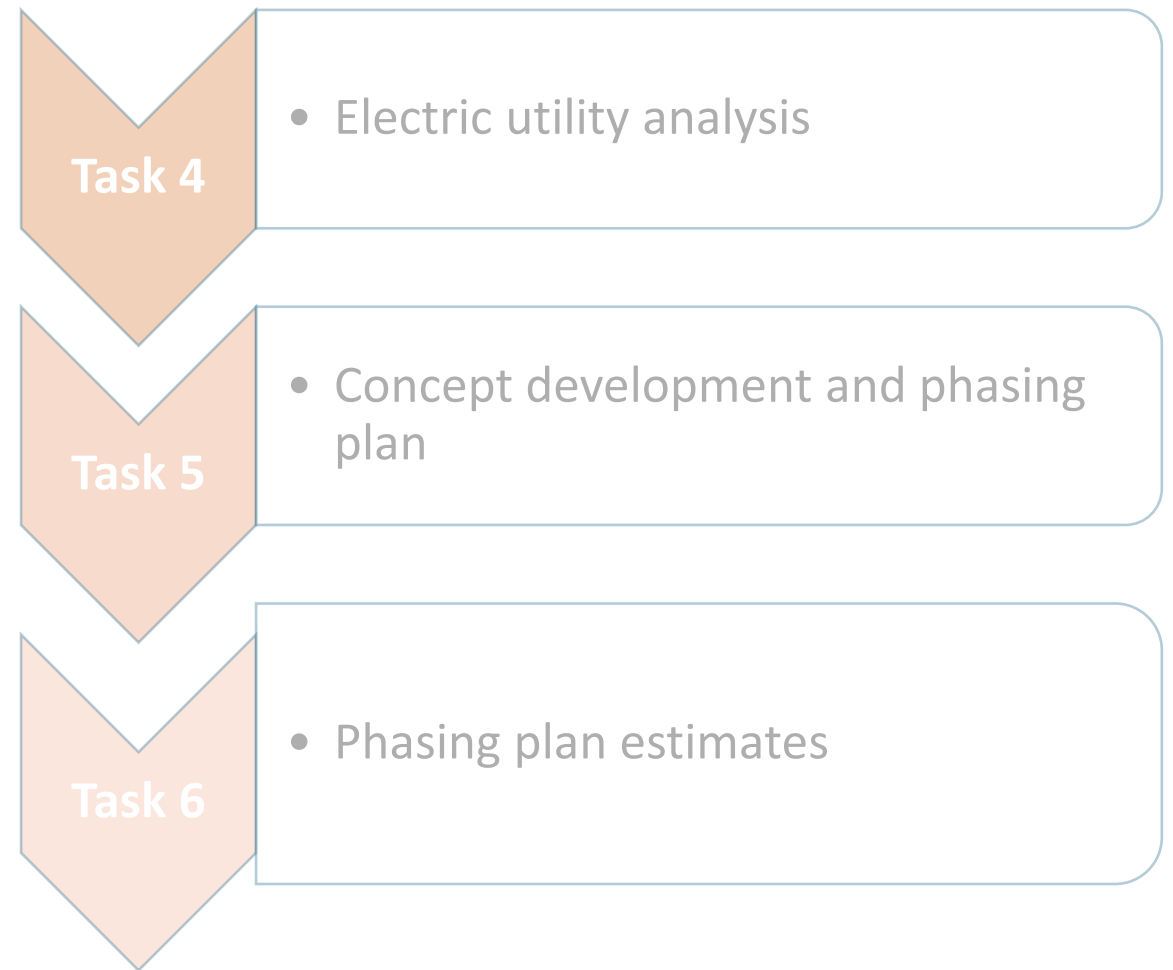 Task 4
• Electric utility analysis
Task 5
• Concept development and phasing
plan
Task 6
• Phasing plan estimates